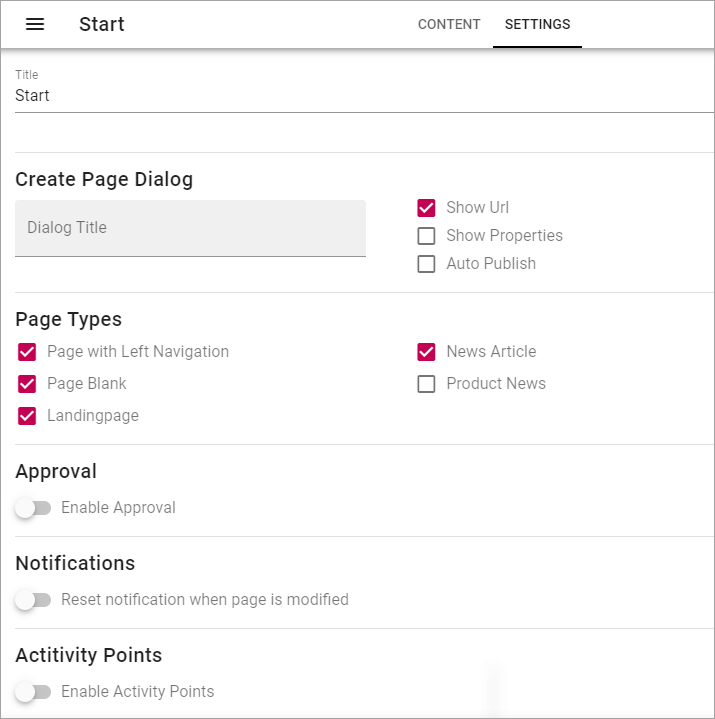 Start
CONTENT
SETTINGS
Title
Start
Create Page Dialog
Dialog Title
Show Url
Show Properties
Auto Publish
Page Types
Page with Left Navigation
News Article
Page Blank
Product News
Landingpage
Approval
Enable Approval
Notifications
Reset notification when page is modified
Actitivity Points
Enable Activity Points